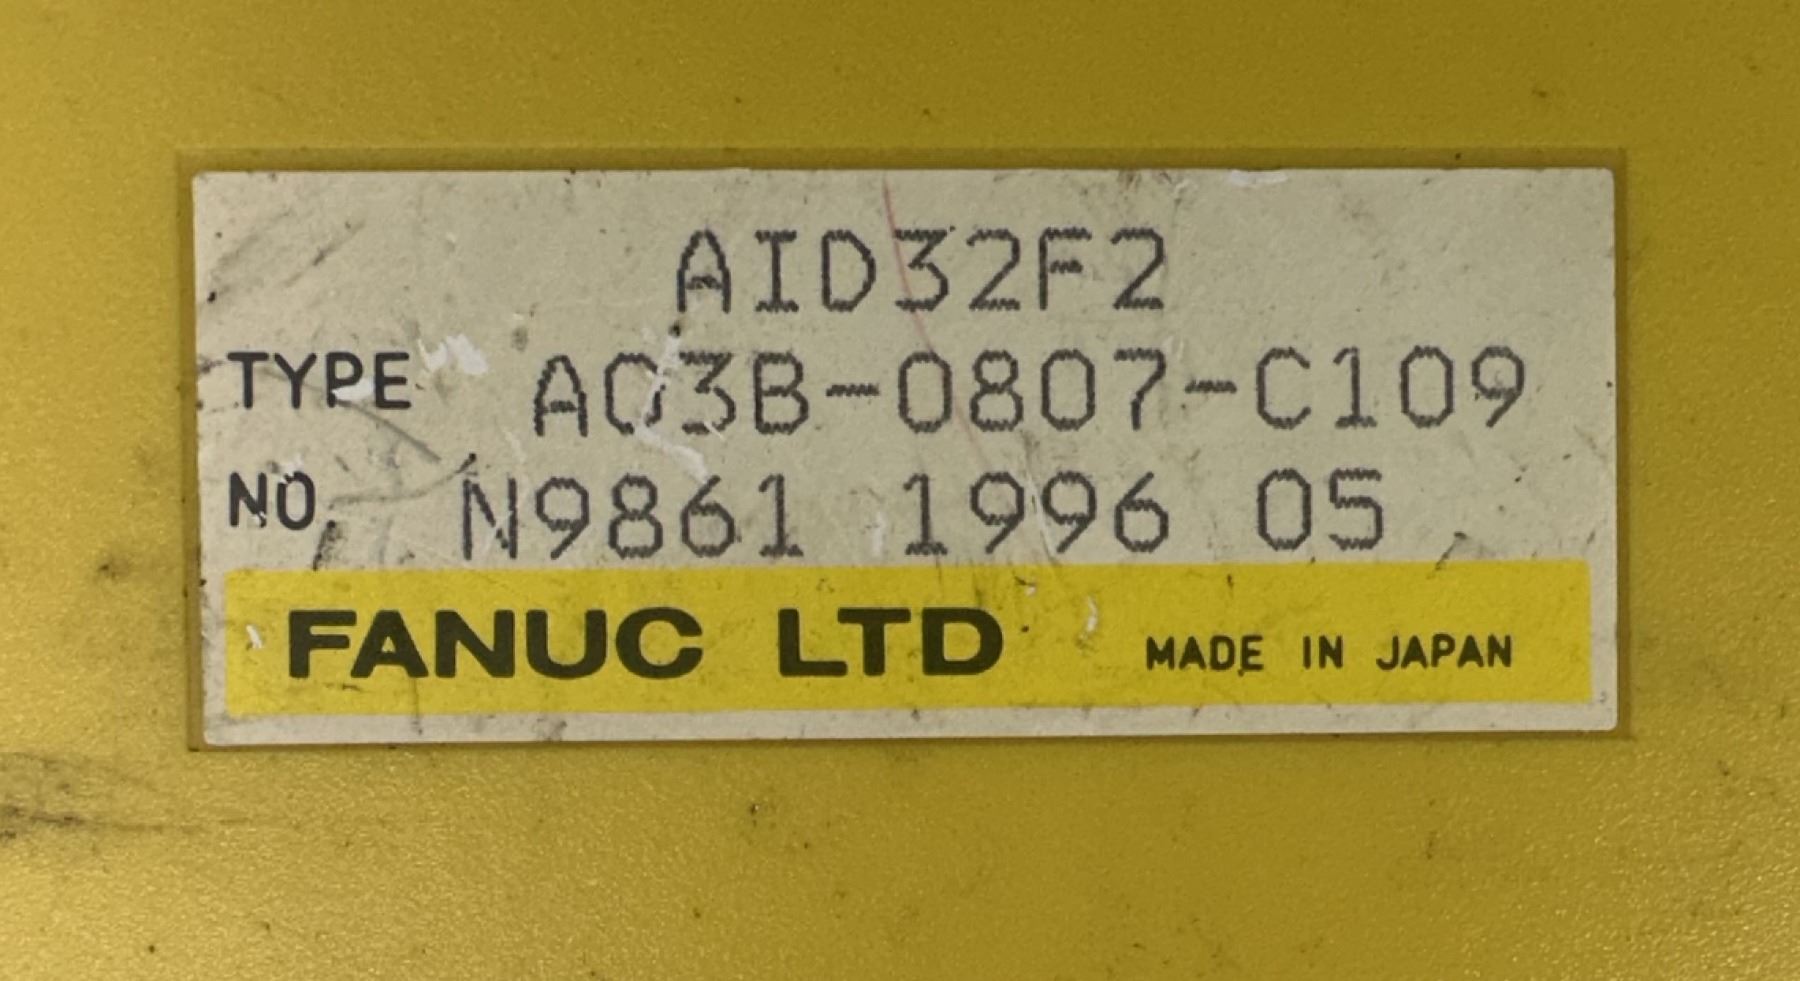 AID32F2
TYPE A03B-0807-C109
NO. N9861 1996 05
FANUC LTD MADE IN JAPAN